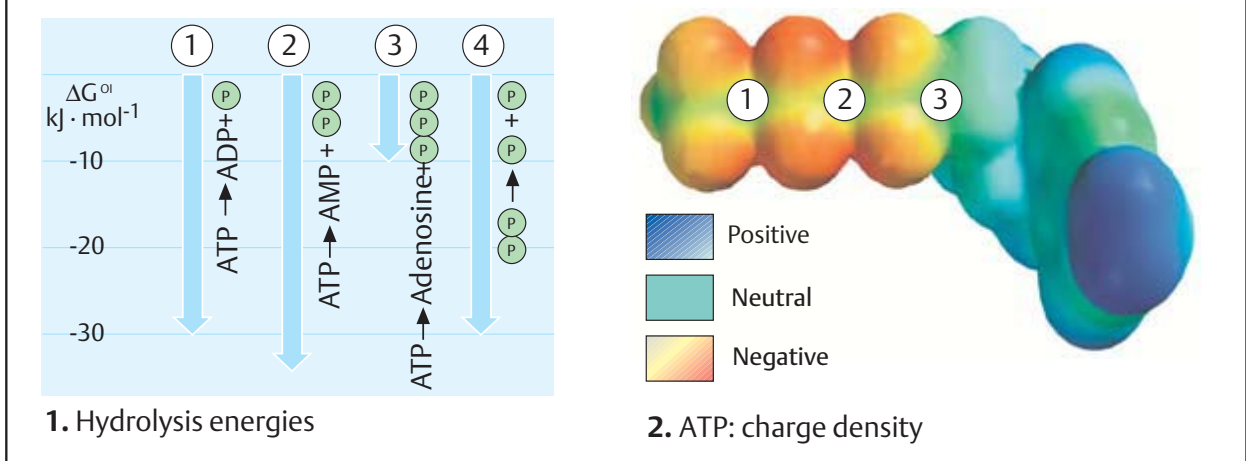 1
2
3
4
ΔG⁰ᴵ
kJ · mol⁻¹
-10
-20
-30
ATP → ADP+ P
ATP → AMP + P P
ATP → Adenosine+ P P P
P P → P + P
1. Hydrolysis energies
1
2
3
Positive
Neutral
Negative
2. ATP: charge density